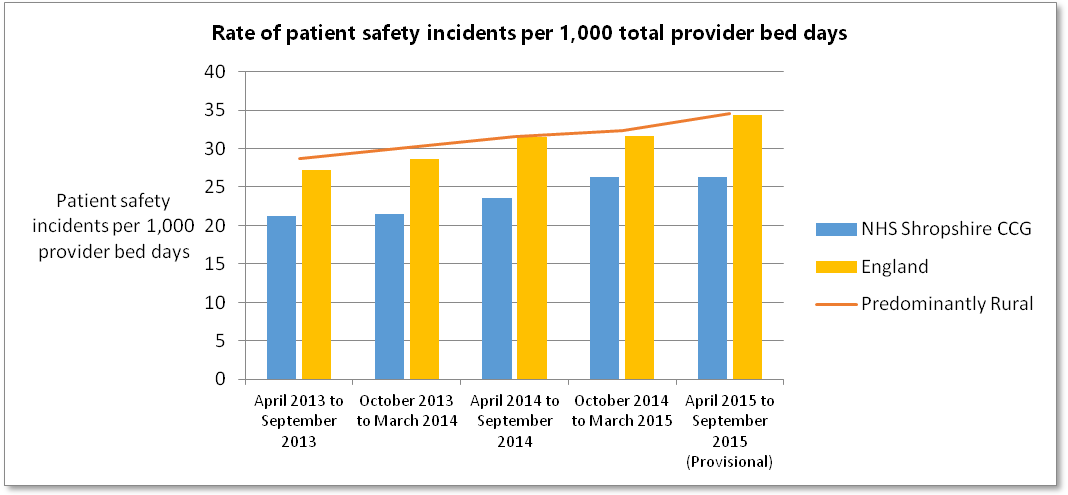 Rate of patient safety incidents per 1,000 total provider bed days
Patient safety
incidents per 1,000
provider bed days
40
35
30
25
20
15
10
5
0
April 2013 to
September
2013
October 2013
to March 2014
April 2014 to
September
2014
October 2014
to March 2015
April 2015 to
September
2015
(Provisional)
NHS Shropshire CCG
England
Predominantly Rural